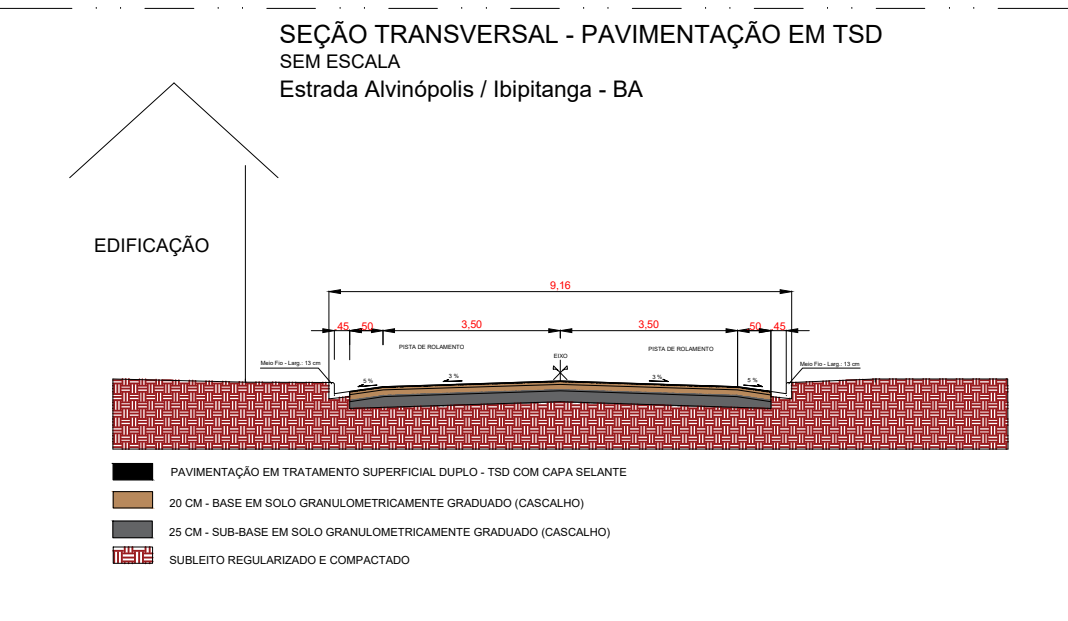 SEÇÃO TRANSVERSAL - PAVIMENTAÇÃO EM TSD
SEM ESCALA
Estrada Alvinópolis / Ibipitanga - BA
EDIFICAÇÃO
9,16
45 50 3,50 3,50 50 45
PISTA DE ROLAMENTO PISTA DE ROLAMENTO
EIXO
Meio Fio - Larg.: 13 cm Meio Fio - Larg.: 13 cm
5 % 3 % 3 % 5 %
PAVIMENTAÇÃO EM TRATAMENTO SUPERFICIAL DUPLO - TSD COM CAPA SELANTE
20 CM - BASE EM SOLO GRANULOMETRICAMENTE GRADUADO (CASCALHO)
25 CM - SUB-BASE EM SOLO GRANULOMETRICAMENTE GRADUADO (CASCALHO)
SUBLEITO REGULARIZADO E COMPACTADO